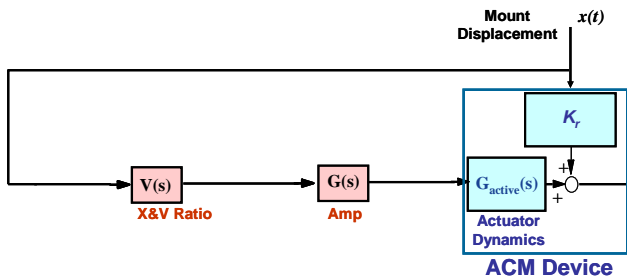 Mount
Displacement
x(t)
K_r
V(s)
G(s)
G_active(s)
X&V Ratio
Amp
Actuator
Dynamics
+
+
ACM Device